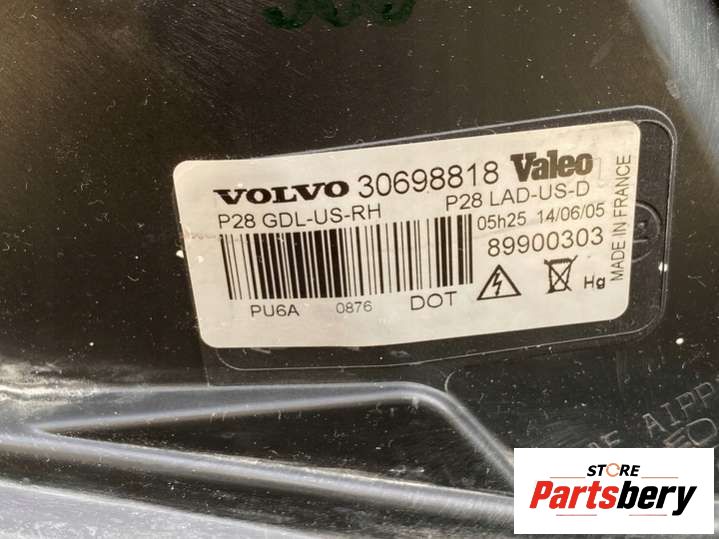 VOLVO 30698818 Valeo
P28 GDL-US-RH P28 LAD-US-D
05h25 14/06/05
89900303
PU6A 0876 DOT
Hg
MADE IN FRANCE
AIPP
STORE
Partsbery